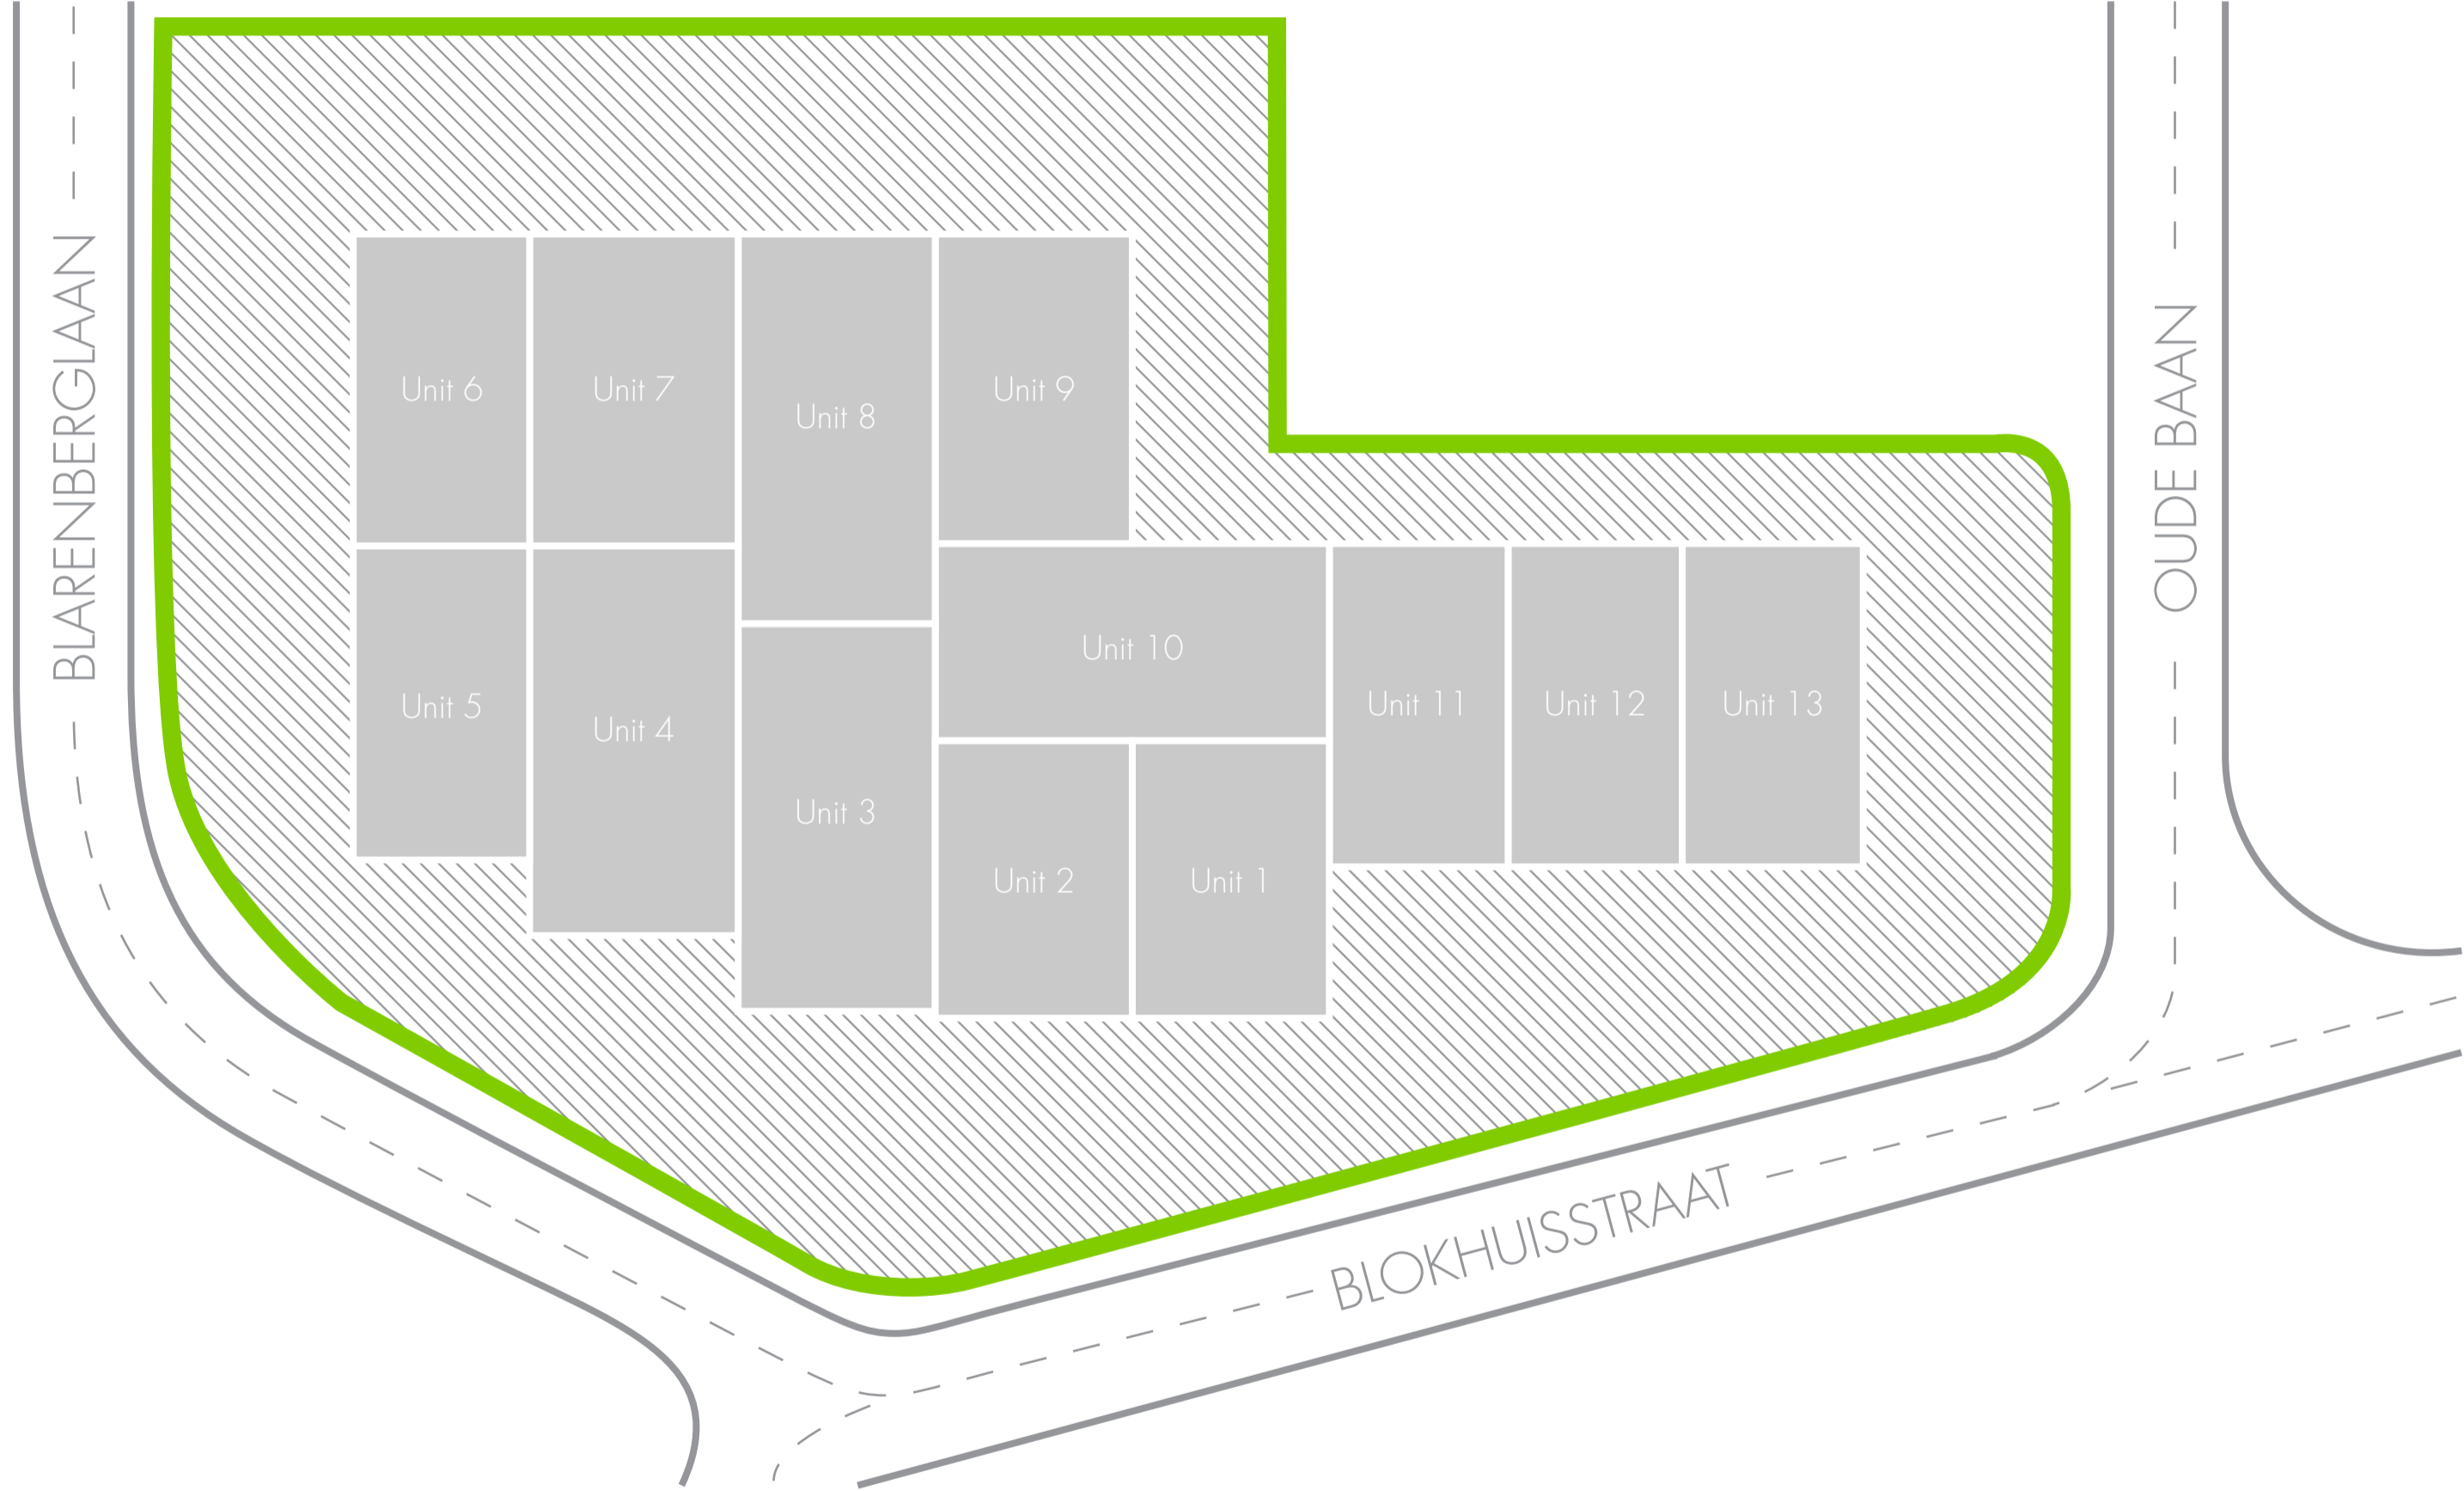 BLARENBERGLAAN
Unit 6
Unit 7
Unit 8
Unit 9
OUDE BAAN
Unit 5
Unit 4
Unit 3
Unit 10
Unit 11
Unit 12
Unit 13
Unit 2
Unit 1
BLOKHUISSTRAAT